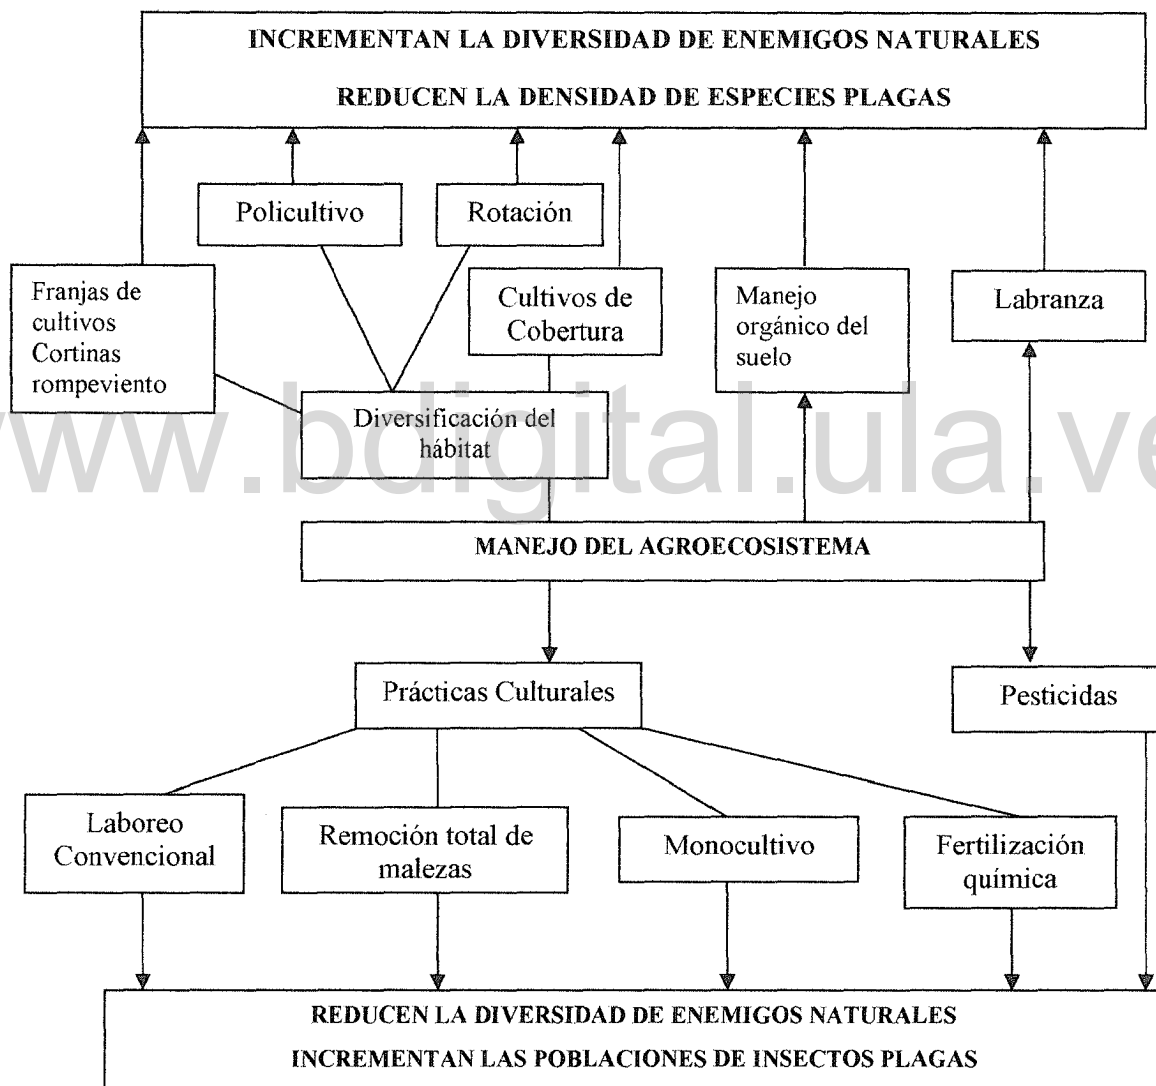 INCREMENTAN LA DIVERSIDAD DE ENEMIGOS NATURALES
REDUCEN LA DENSIDAD DE ESPECIES PLAGAS
Policultivo
Rotación
Franjas de
cultivos
Cortinas
rompeviento
Cultivos de
Cobertura
Manejo
orgánico del
suelo
Labranza
Diversificación del
hábitat
www.bdigital.ula.ve
MANEJO DEL AGROECOSISTEMA
Prácticas Culturales
Pesticidas
Laboreo
Convencional
Remoción total de
malezas
Monocultivo
Fertilización
química
REDUCEN LA DIVERSIDAD DE ENEMIGOS NATURALES
INCREMENTAN LAS POBLACIONES DE INSECTOS PLAGAS